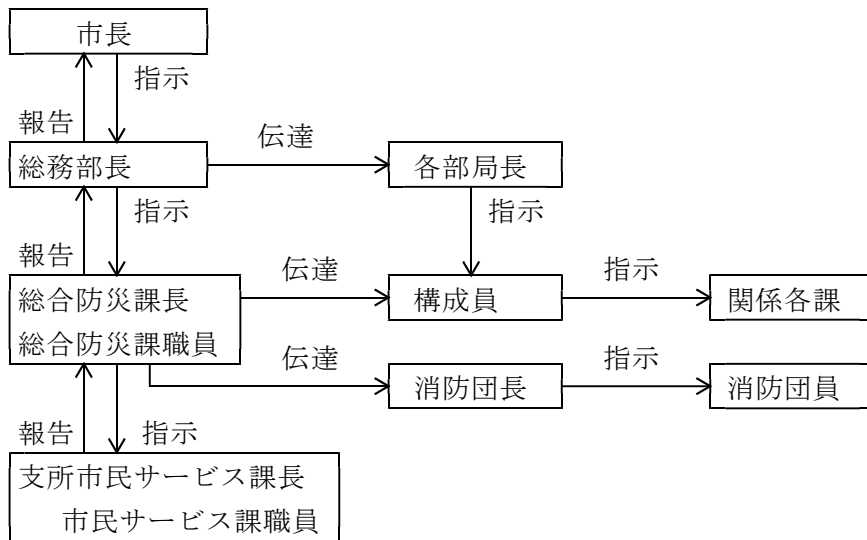 市長
指示
報告
伝達
総務部長
各部局長
指示
指示
報告
伝達
指示
総合防災課長
構成員
関係各課
総合防災課職員
伝達
指示
消防団長
消防団員
報告
指示
支所市民サービス課長
市民サービス課職員